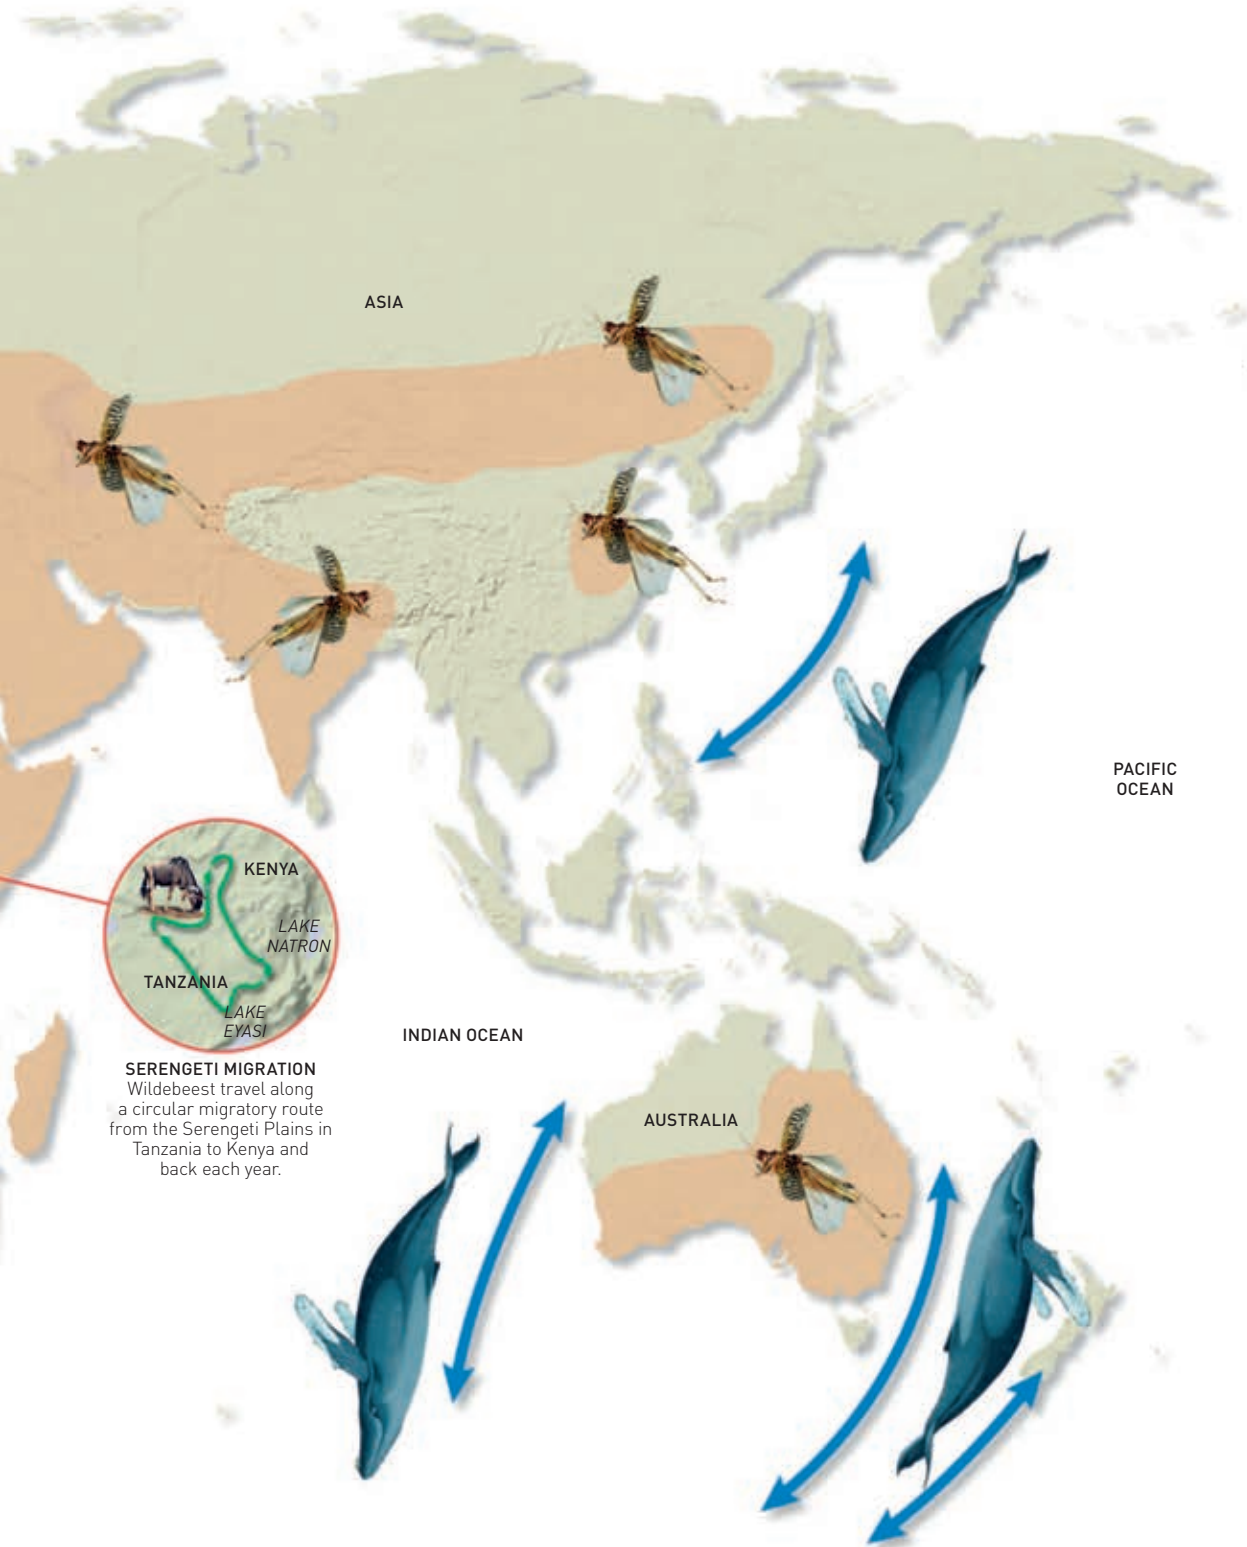 ASIA
PACIFIC
OCEAN
KENYA
LAKE
NATRON
TANZANIA
LAKE
EYASI
INDIAN OCEAN
SERENGETI MIGRATION
Wildebeest travel along
a circular migratory route
from the Serengeti Plains in
Tanzania to Kenya and
back each year.
AUSTRALIA